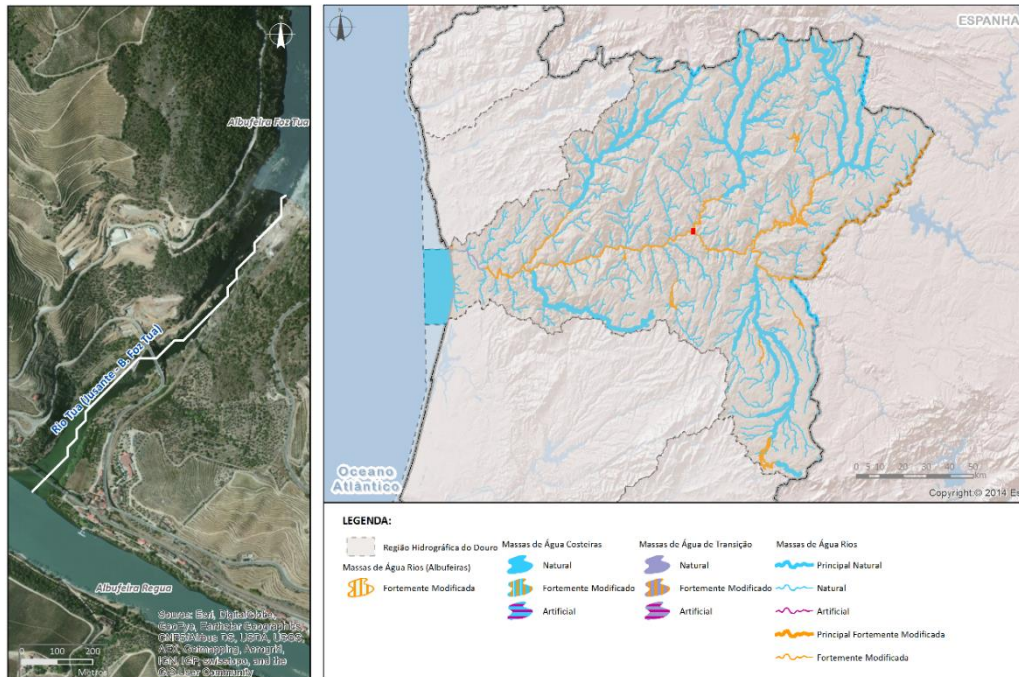 N
Albufeira Foz Tua
Rio Tua (Jusante - B. Foz Tua)
Albufeira Regua
Source: Esri, DigitalGlobe,
GeoEye, Earthstar Geographics,
CNES/Airbus DS, USDA, USGS,
AEX, Getmapping, Aerogrid,
IGN, IGP, swisstopo, and the
GIS User Community
0 100 200
Metros
N
ESPANHA
Oceano
Atlântico
0 5 10 20 30 40 50
km
Copyright:© 2014 Es
LEGENDA:
Região Hidrográfica do Douro
Massas de Água Rios (Albufeiras)
Fortemente Modificada
Massas de Água Costeiras
Natural
Fortemente Modificado
Artificial
Massas de Água de Transição
Natural
Fortemente Modificado
Artificial
Massas de Água Rios
Principal Natural
Natural
Artificial
Principal Fortemente Modificada
Fortemente Modificada